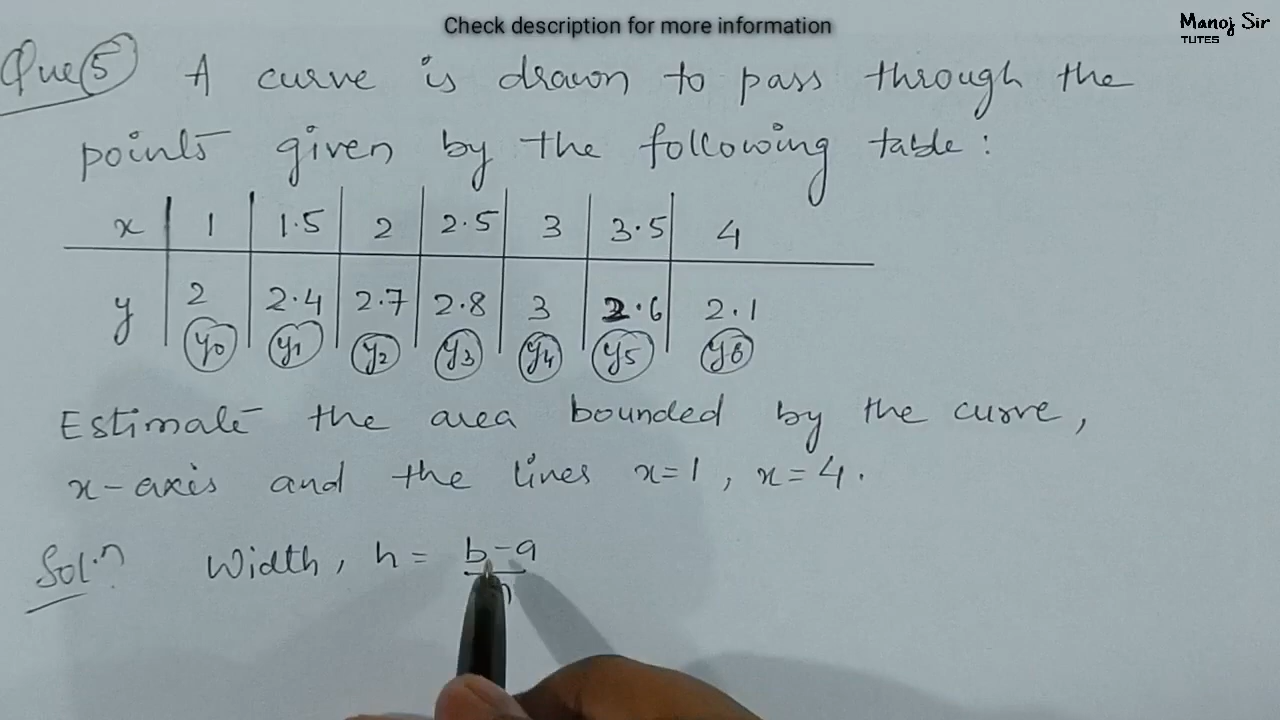 Check description for more information
Manoj Sir
TUTES
Que 5 A curve is drawn to pass through the
points given by the following table:
x 1 1.5 2 2.5 3 3.5 4
y 2 2.4 2.7 2.8 3 2.6 2.1
y0 y1 y2 y3 y4 y5 y6
Estimate the area bounded by the curve,
x-axis and the lines x=1, x=4.
Sol.n Width, h = b-a
n